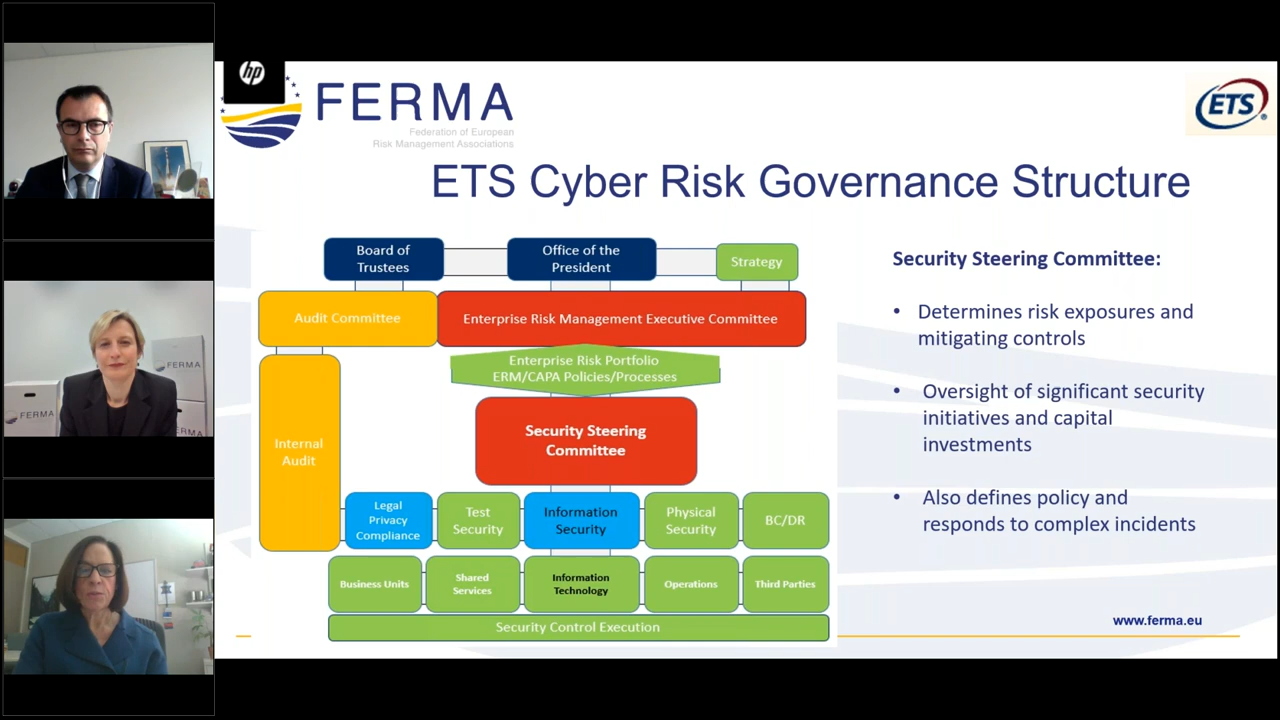 hp
FERMA
Federation of European
Risk Management Associations
ETS
®
ETS Cyber Risk Governance Structure
Board of
Trustees
Office of the
President
Strategy
Audit Committee
Enterprise Risk Management Executive Committee
Enterprise Risk Portfolio
ERM/CAPA Policies/Processes
Internal
Audit
Security Steering
Committee
Legal
Privacy
Compliance
Test
Security
Information
Security
Physical
Security
BC/DR
Business Units
Shared
Services
Information
Technology
Operations
Third Parties
Security Control Execution
Security Steering Committee:
• Determines risk exposures and
mitigating controls
• Oversight of significant security
initiatives and capital
investments
• Also defines policy and
responds to complex incidents
www.ferma.eu
FERMA
FERMA
ERMA